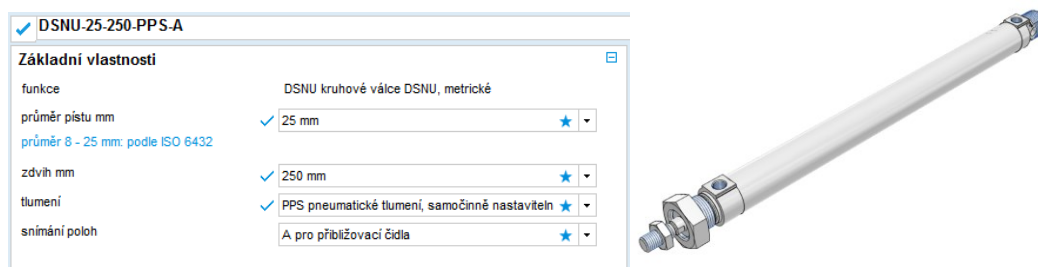 DSNU-25-250-PPS-A
Základní vlastnosti
funkce DSNU kruhové válce DSNU, metrické
průměr pístu mm 25 mm
průměr 8 - 25 mm: podle ISO 6432
zdvih mm 250 mm
tlumení PPS pneumatické tlumení, samočinně nastaviteln
snímání poloh A pro přibližovací čidla